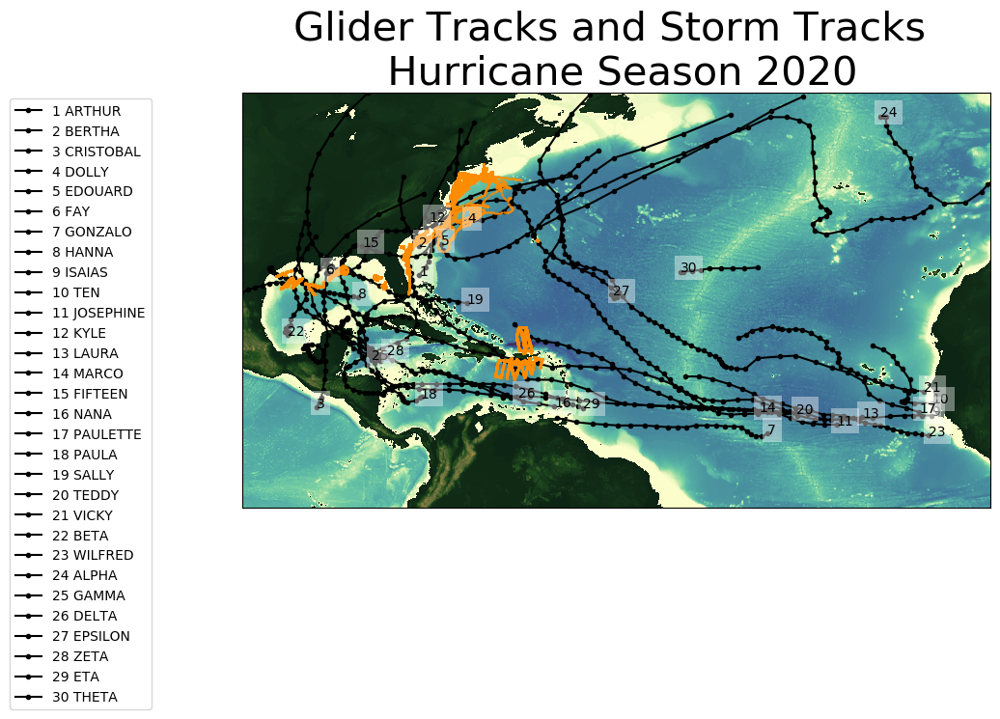 Glider Tracks and Storm Tracks
Hurricane Season 2020
1 ARTHUR
2 BERTHA
3 CRISTOBAL
4 DOLLY
5 EDOUARD
6 FAY
7 GONZALO
8 HANNA
9 ISAIAS
10 TEN
11 JOSEPHINE
12 KYLE
13 LAURA
14 MARCO
15 FIFTEEN
16 NANA
17 PAULETTE
18 PAULA
19 SALLY
20 TEDDY
21 VICKY
22 BETA
23 WILFRED
24 ALPHA
25 GAMMA
26 DELTA
27 EPSILON
28 ZETA
29 ETA
30 THETA
24
12
4
15
2
5
6
1
30
27
8
19
22
28
18
26
16
29
3
14
20
11
13
7
21
10
17
23